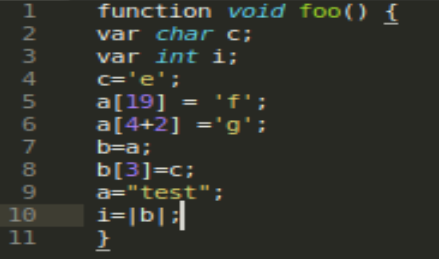 1 function void foo() {
2 var char c;
3 var int i;
4 c='e';
5 a[19] = 'f';
6 a[4+2] ='g';
7 b=a;
8 b[3]=c;
9 a="test";
10 i=|b|;
11 }